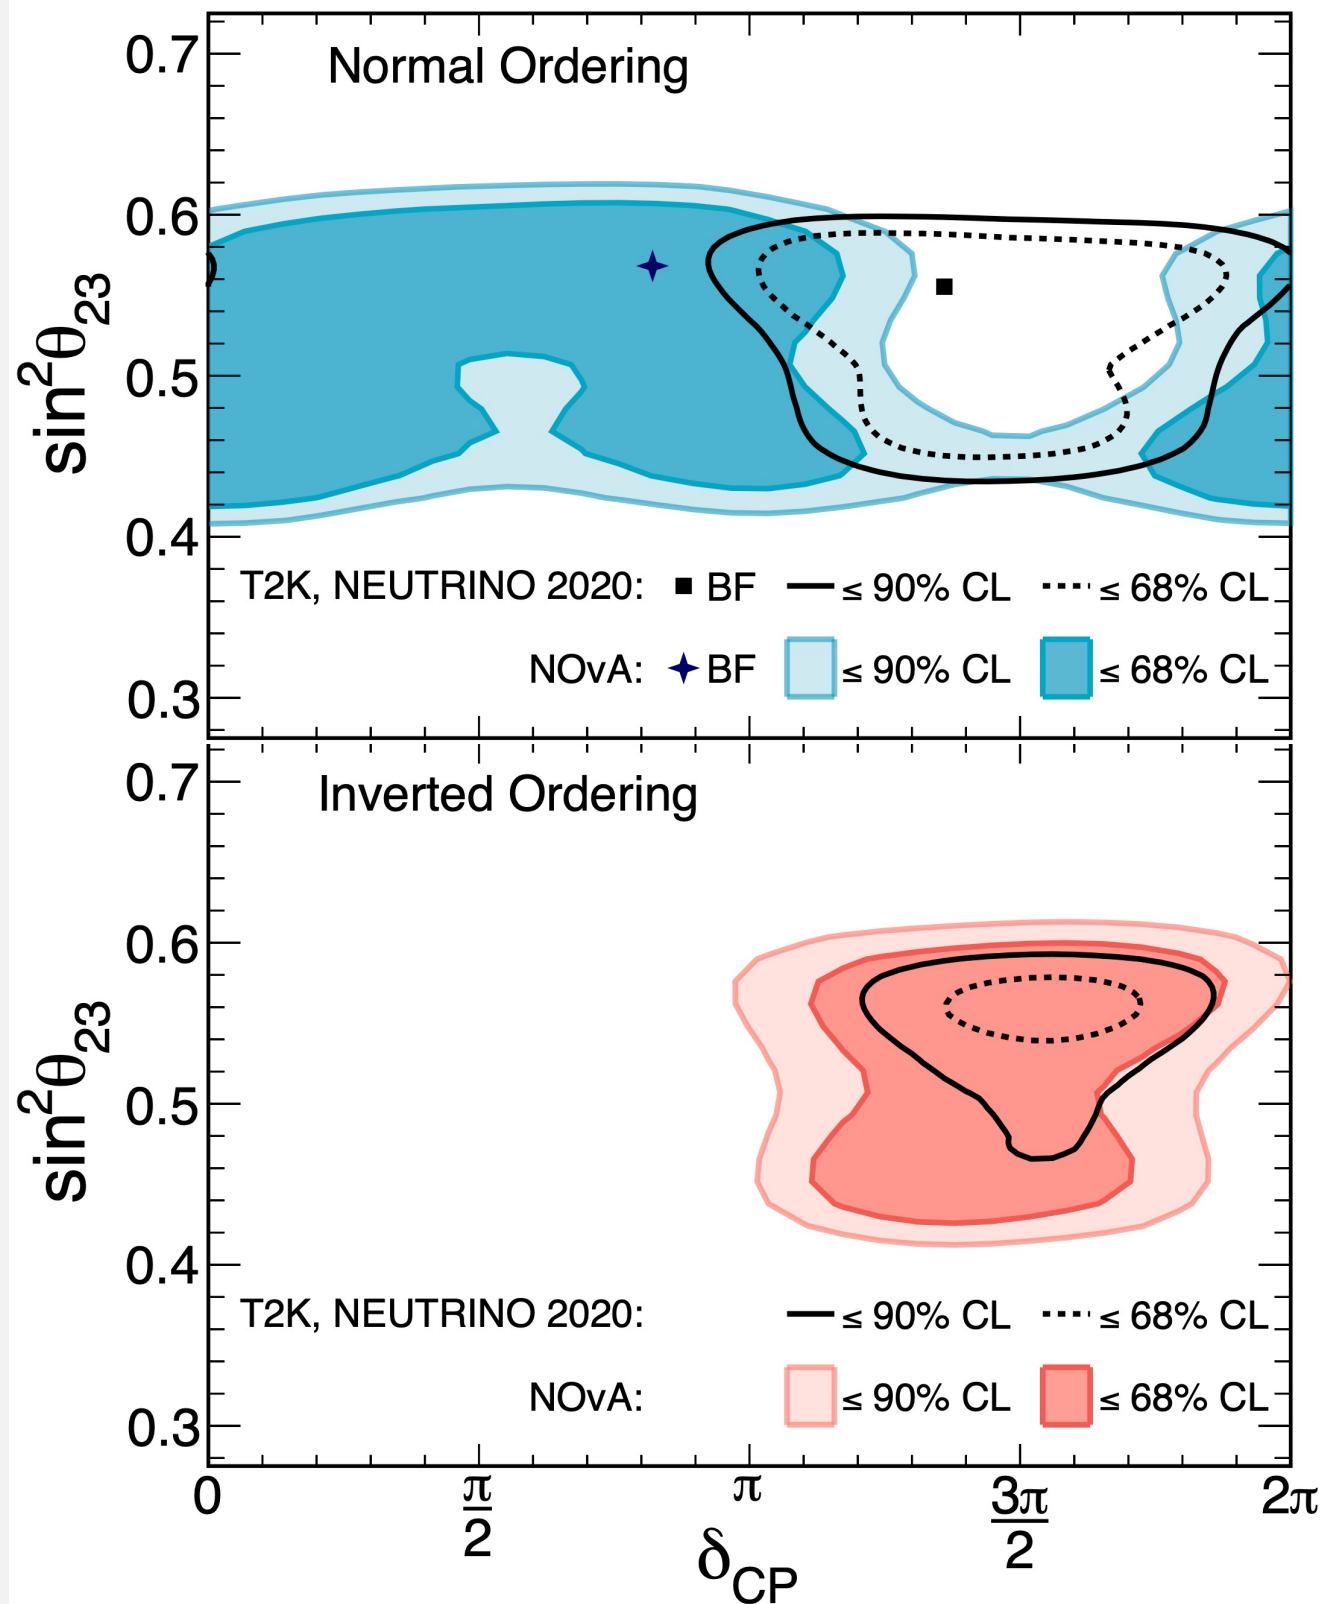 Normal Ordering
0.7
0.6
0.5
0.4
0.3
sin²θ₂₃
T2K, NEUTRINO 2020: BF ≤ 90% CL ≤ 68% CL
NOvA: BF ≤ 90% CL ≤ 68% CL
Inverted Ordering
0.7
0.6
0.5
0.4
0.3
sin²θ₂₃
T2K, NEUTRINO 2020: ≤ 90% CL ≤ 68% CL
NOvA: ≤ 90% CL ≤ 68% CL
0 π/2 π 3π/2 2π
δCP